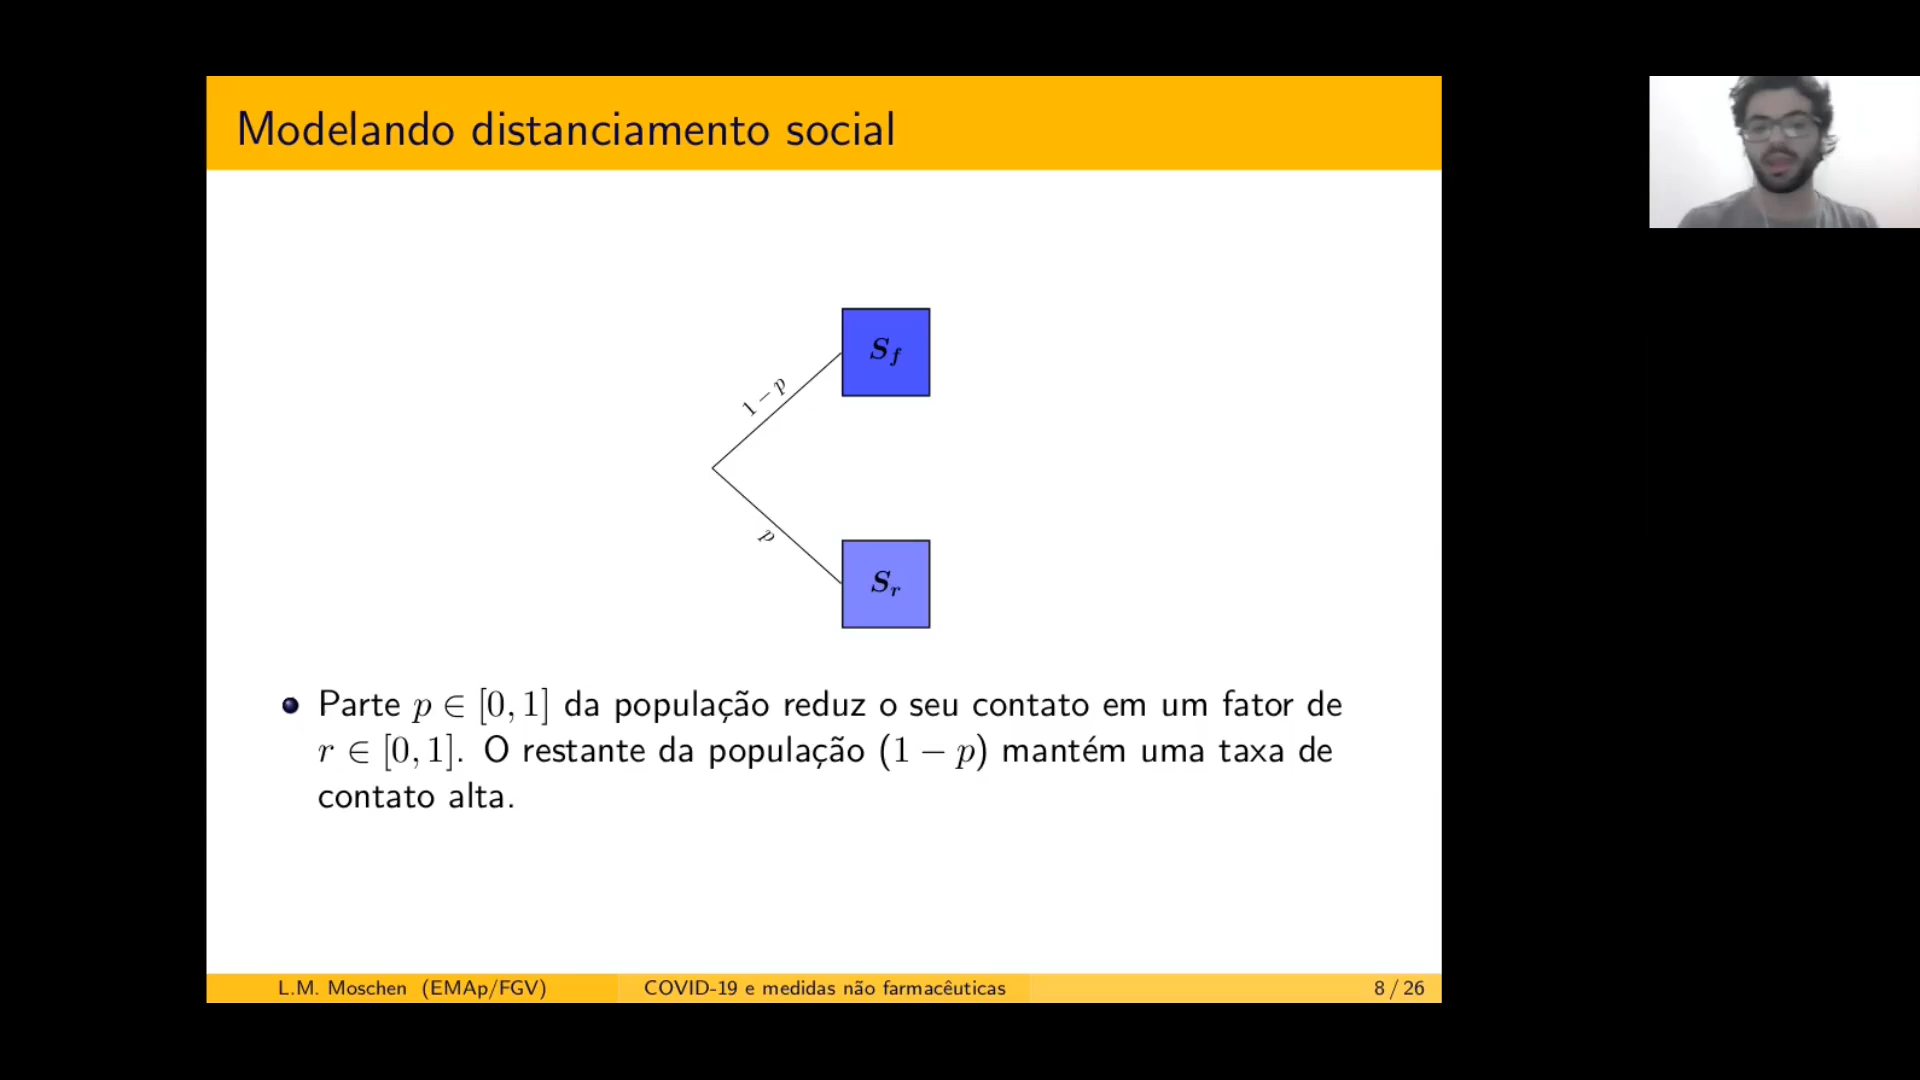 Modelando distanciamento social
S_f
1 − p
p
S_r
Parte p ∈ [0, 1] da população reduz o seu contato em um fator de
r ∈ [0, 1]. O restante da população (1 − p) mantém uma taxa de
contato alta.
L.M. Moschen (EMAp/FGV) COVID-19 e medidas não farmacêuticas 8 / 26